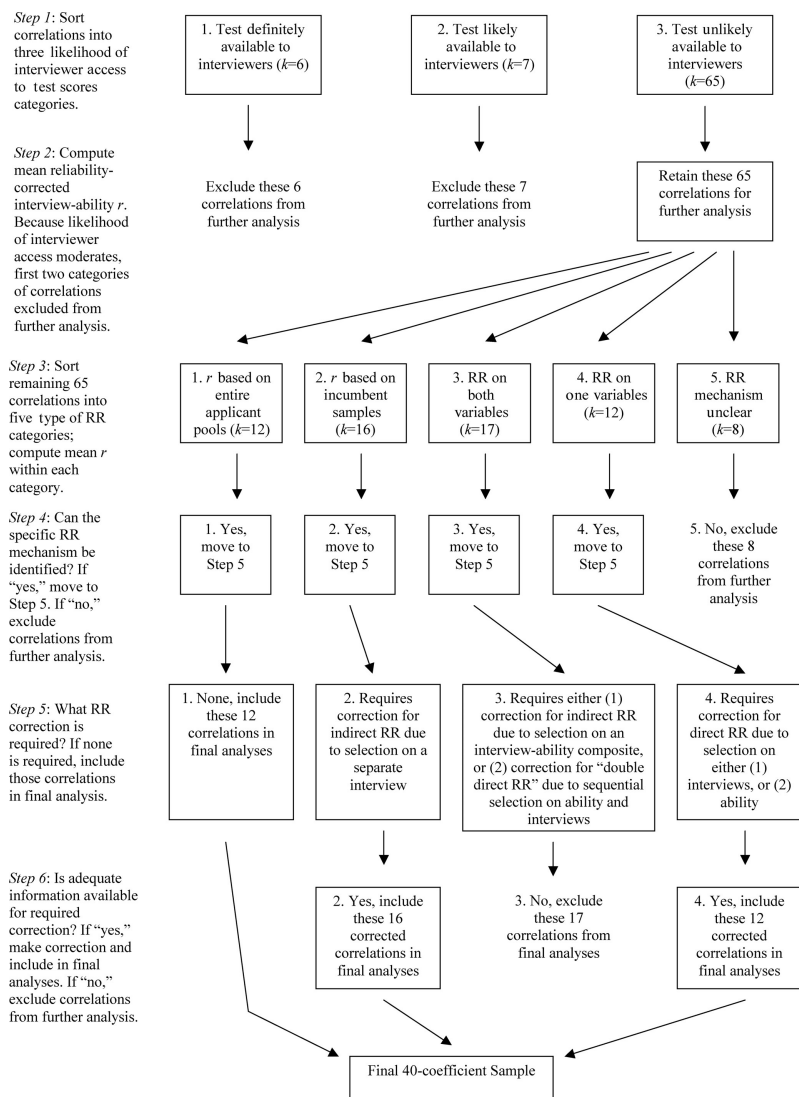 Step 1: Sort
correlations into
three likelihood of
interviewer access
to test scores
categories.
1. Test definitely
available to
interviewers (k=6)
2. Test likely
available to
interviewers (k=7)
3. Test unlikely
available to
interviewers
(k=65)
Step 2: Compute
mean reliability-
corrected
interview-ability r.
Because likelihood
of interviewer
access moderates,
first two categories
of correlations
excluded from
further analysis.
Exclude these 6
correlations from
further analysis
Exclude these 7
correlations from
further analysis
Retain these 65
correlations for
further analysis
Step 3: Sort
remaining 65
correlations into
five type of RR
categories;
compute mean r
within each
category.
1. r based on
entire
applicant
pools (k=12)
2. r based on
incumbent
samples
(k=16)
3. RR on
both
variables
(k=17)
4. RR on
one variables
(k=12)
5. RR
mechanism
unclear
(k=8)
Step 4: Can the
specific RR
mechanism be
identified? If
“yes,” move to
Step 5. If “no,”
exclude
correlations from
further analysis.
1. Yes,
move to
Step 5
2. Yes,
move to
Step 5
3. Yes,
move to
Step 5
4. Yes,
move to
Step 5
5. No, exclude
these 8
correlations
from further
analysis
Step 5: What RR
correction is
required? If none
is required, include
those correlations
in final analysis.
1. None, include
these 12
correlations in
final analyses
2. Requires
correction for
indirect RR due
to selection on a
separate
interview
3. Requires either (1)
correction for indirect RR
due to selection on an
interview-ability composite,
or (2) correction for “double
direct RR” due to sequential
selection on ability and
interviews
4. Requires
correction for
direct RR due to
selection on
either (1)
interviews, or (2)
ability
Step 6: Is adequate
information available
for required
correction? If “yes,”
make correction and
include in final
analyses. If “no,”
exclude correlations
from further analysis.
2. Yes, include
these 16
corrected
correlations in
final analyses
3. No, exclude
these 17
correlations from
final analyses
4. Yes, include
these 12
corrected
correlations in
final analyses
Final 40-coefficient Sample